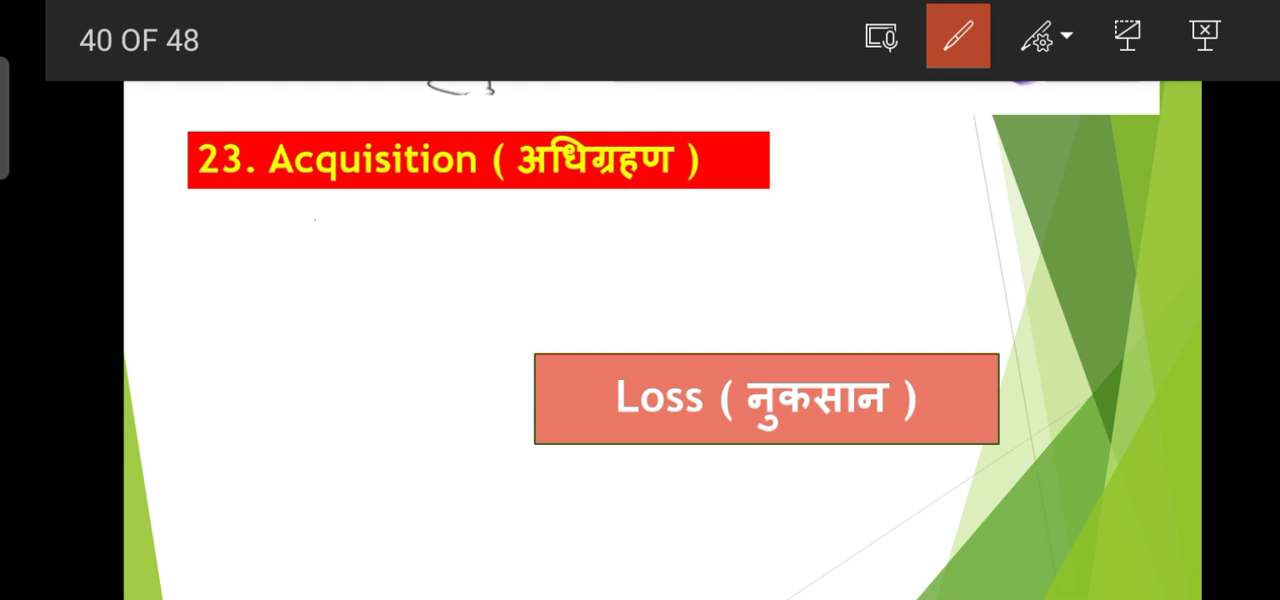 40 OF 48
23. Acquisition ( अधिग्रहण )
Loss ( नुकसान )